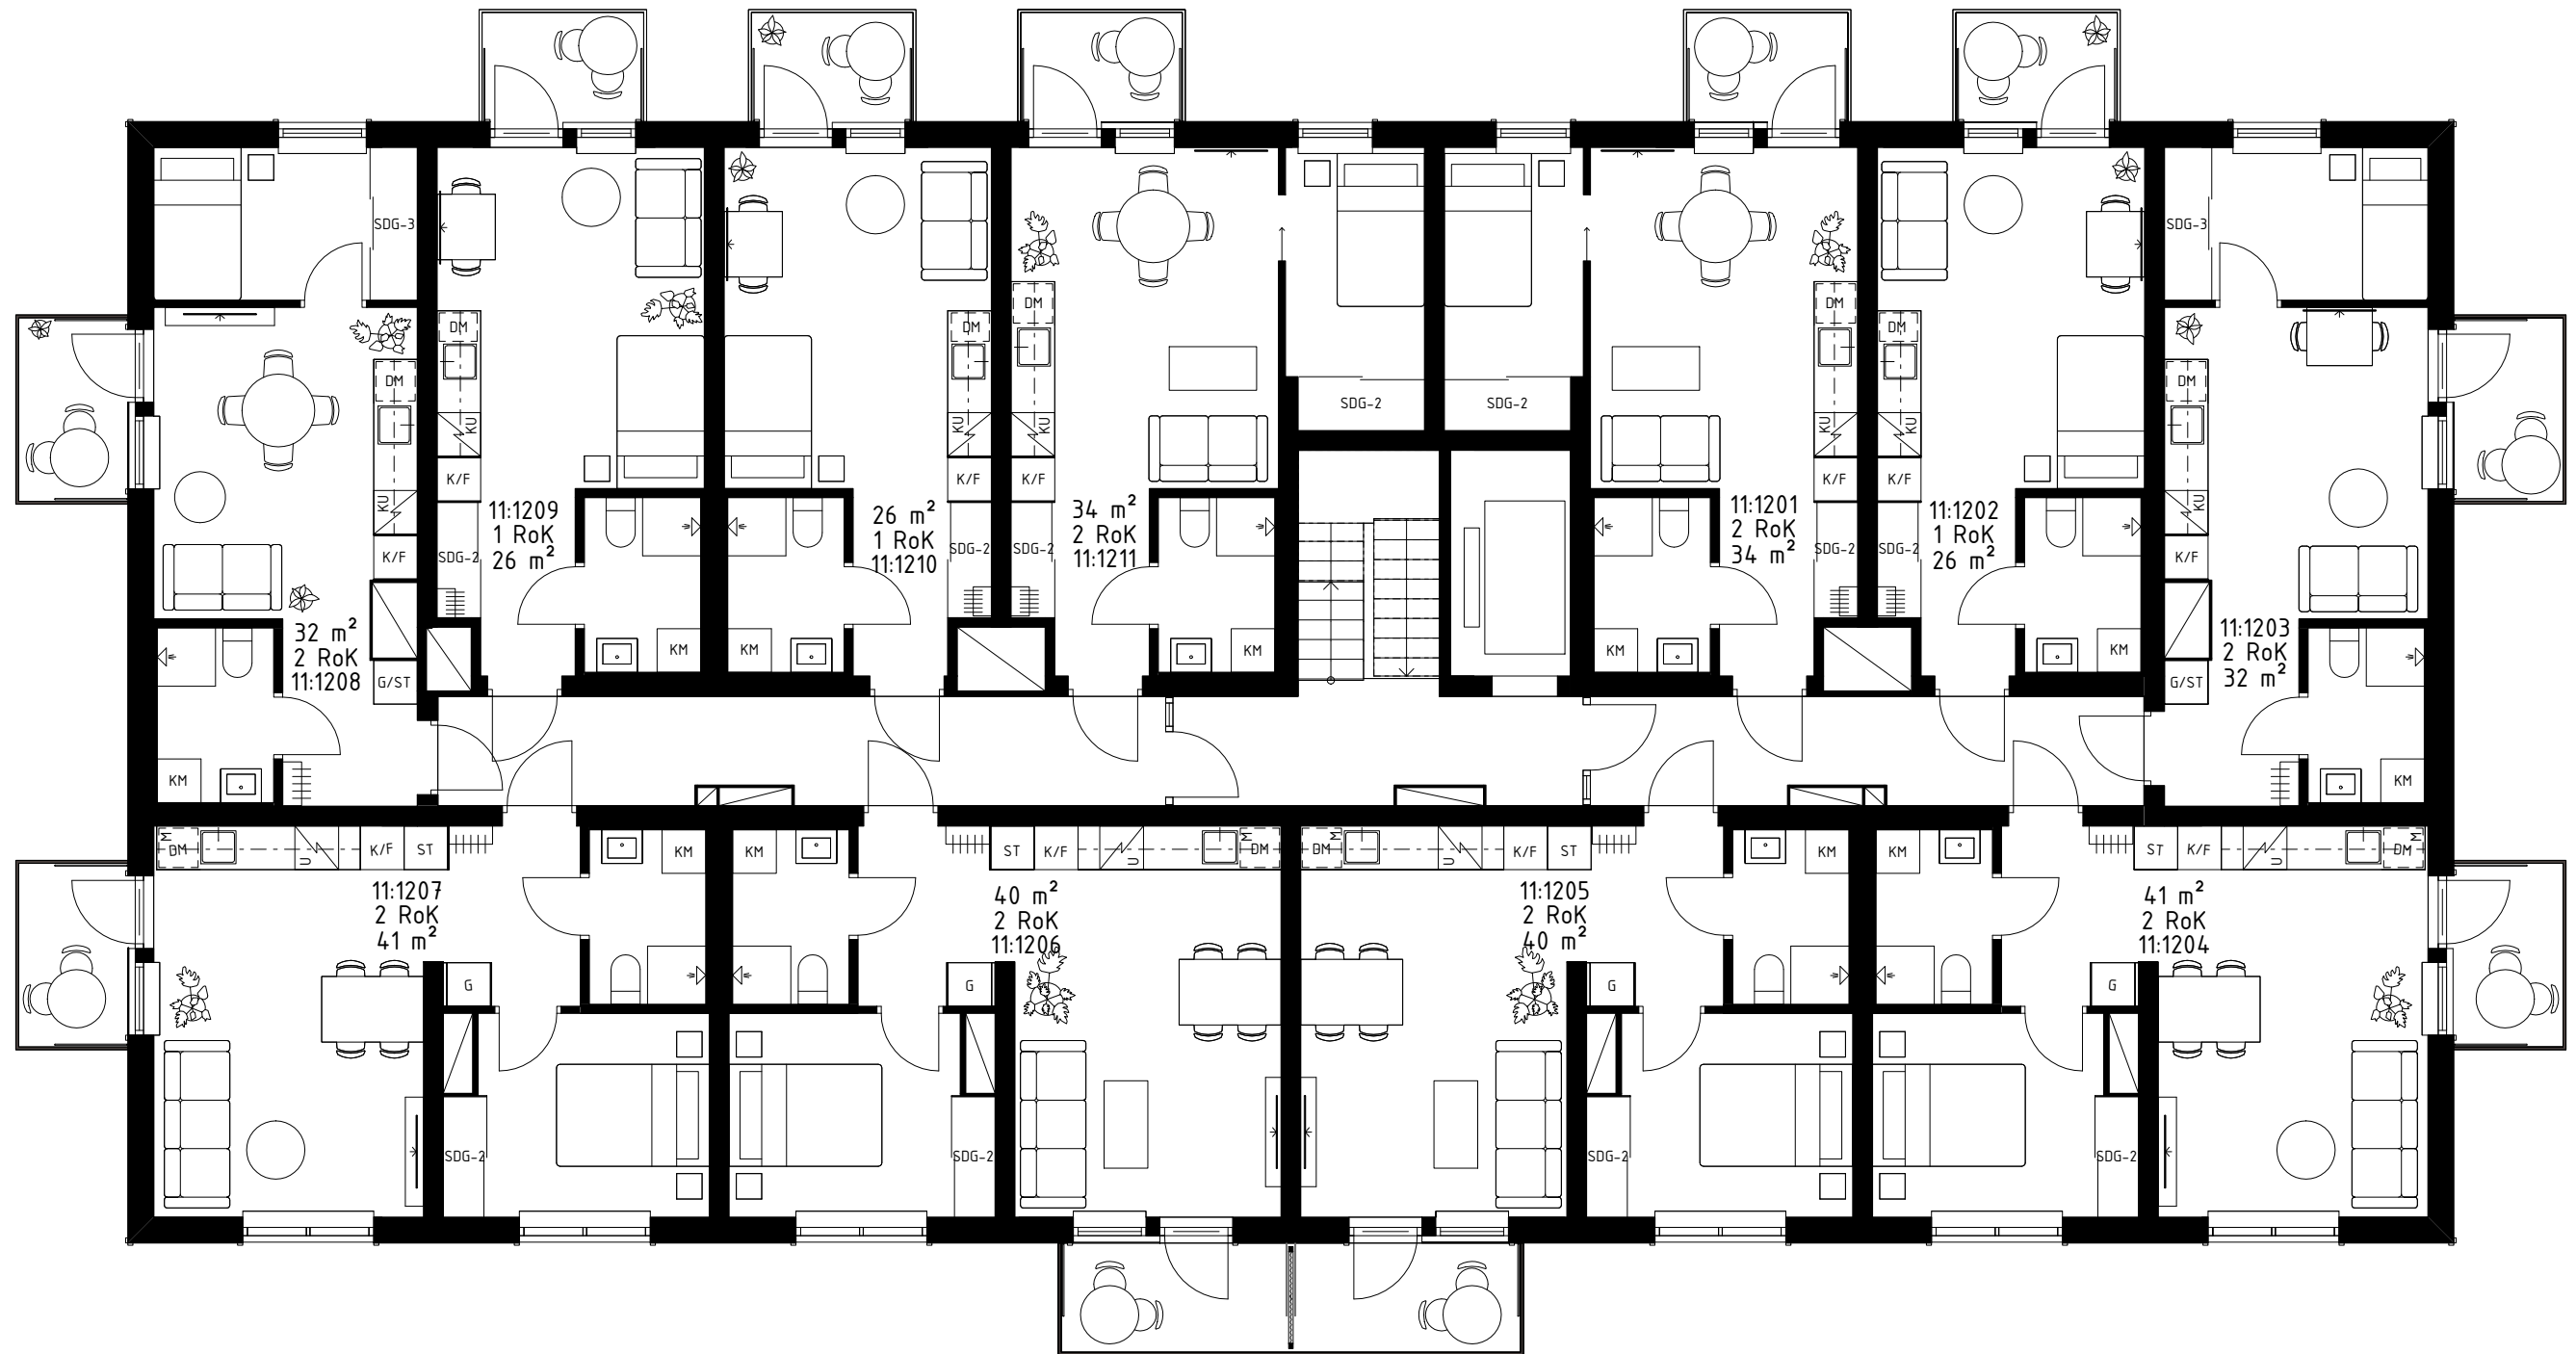 SDG-3
SDG-3
DM
DM
DM
DM
DM
DM
DM
DM
SDG-2
SDG-2
KU
KU
KU
KU
KU
KU
KU
K/F
K/F
K/F
K/F
K/F
K/F
11:1209
1 RoK
26 m²
26 m²
1 RoK
11:1210
34 m²
2 RoK
11:1211
11:1201
2 RoK
34 m²
11:1202
1 RoK
26 m²
K/F
SDG-2
SDG-2
SDG-2
SDG-2
SDG-2
K/F
32 m²
2 RoK
11:1208
11:1203
2 RoK
32 m²
KM
KM
KM
KM
KM
G/ST
G/ST
KM
KM
DM
M
U
K/F
ST
KM
KM
ST
K/F
U
M
DM
DM
M
U
K/F
ST
KM
KM
ST
K/F
U
M
DM
11:1207
2 RoK
41 m²
40 m²
2 RoK
11:1206
11:1205
2 RoK
40 m²
41 m²
2 RoK
11:1204
G
G
G
G
SDG-2
SDG-2
SDG-2
SDG-2